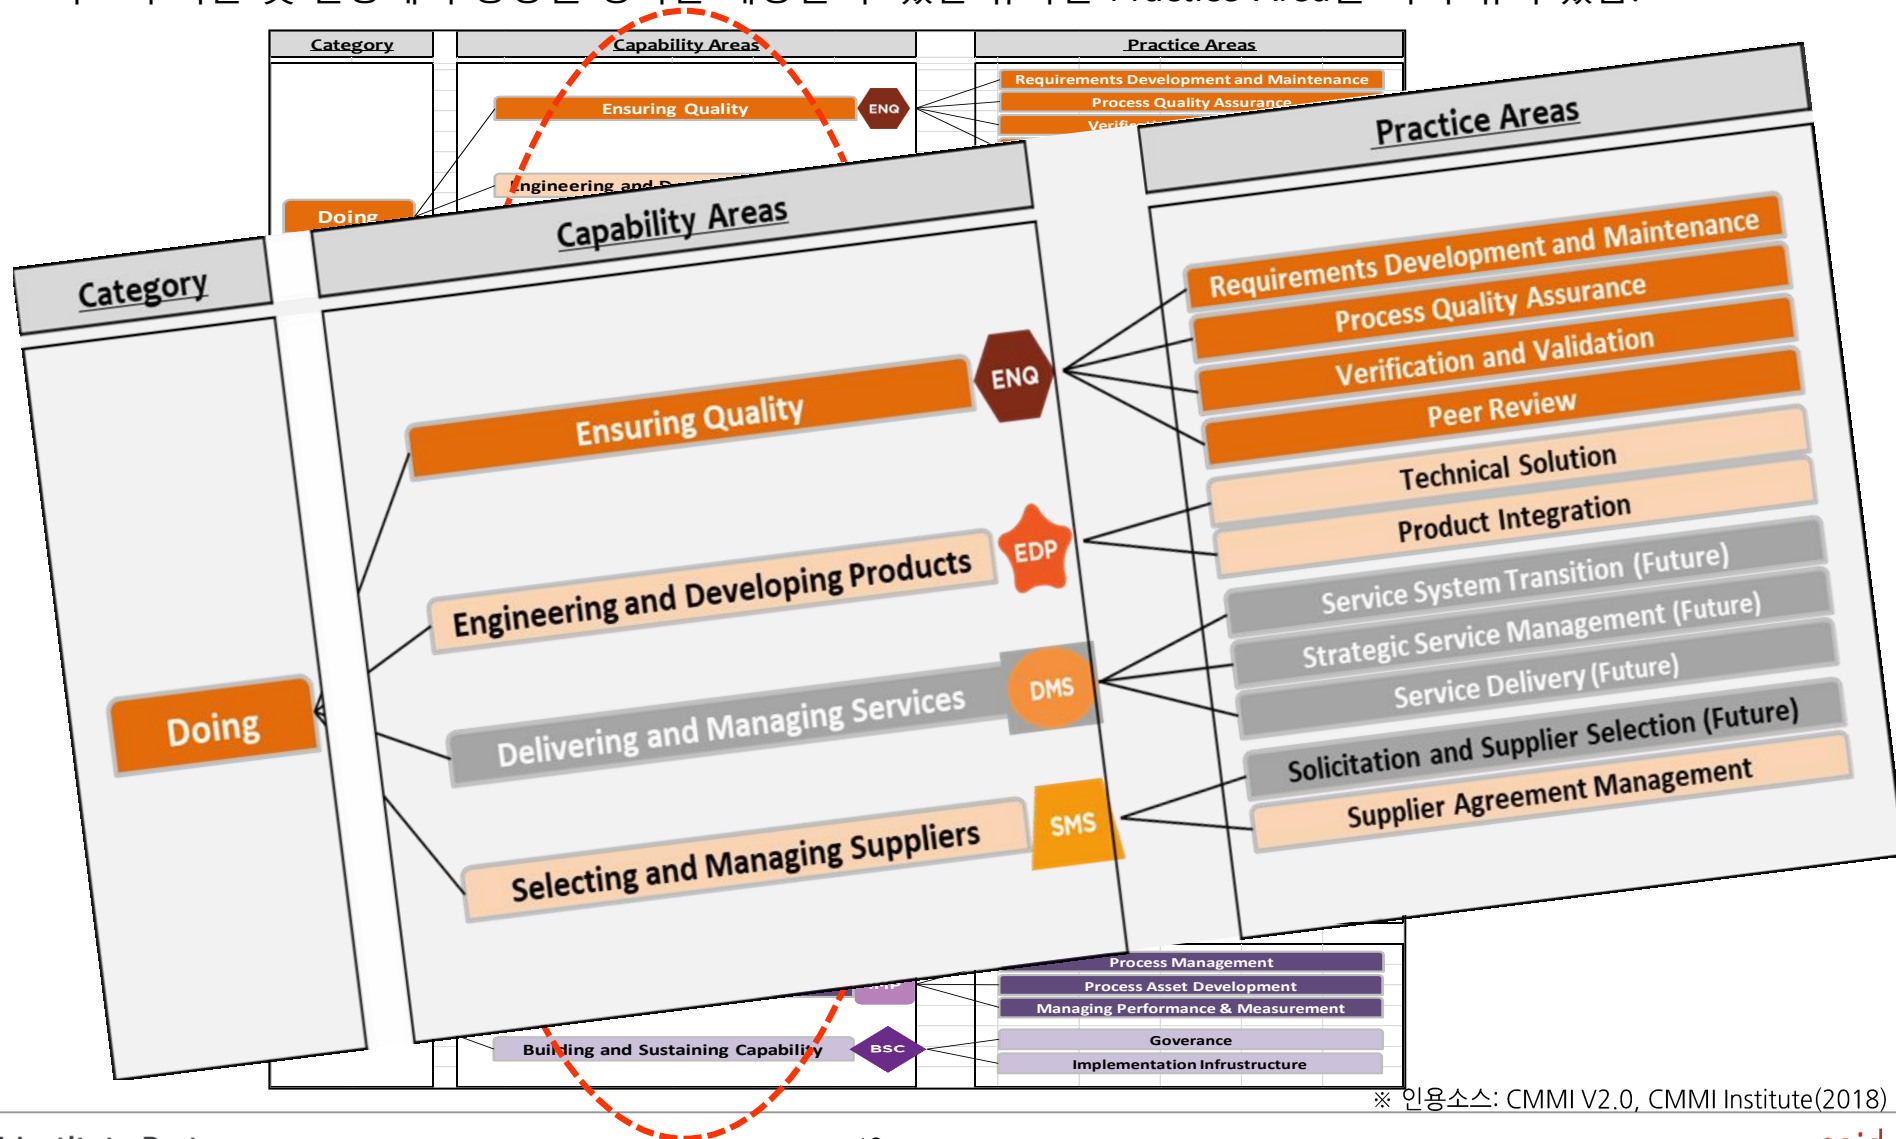 Practice Area
Category
Capability Areas
Practice Areas
Ensuring Quality
ENQ
Requirements Development and Maintenance
Process Quality Assurance
Engineering and
Doing
Category
Capability Areas
Practice Areas
Doing
Ensuring Quality
ENQ
Requirements Development and Maintenance
Process Quality Assurance
Verification and Validation
Peer Review
Engineering and Developing Products
EDP
Technical Solution
Product Integration
Delivering and Managing Services
DMS
Service System Transition (Future)
Strategic Service Management (Future)
Service Delivery (Future)
Selecting and Managing Suppliers
SMS
Solicitation and Supplier Selection (Future)
Supplier Agreement Management
Process Management
Process Asset Development
Managing Performance & Measurement
Building and Sustaining Capability
BSC
Goverance
Implementation Infrustructure
※ 인용소스: CMMI V2.0, CMMI Institute(2018)